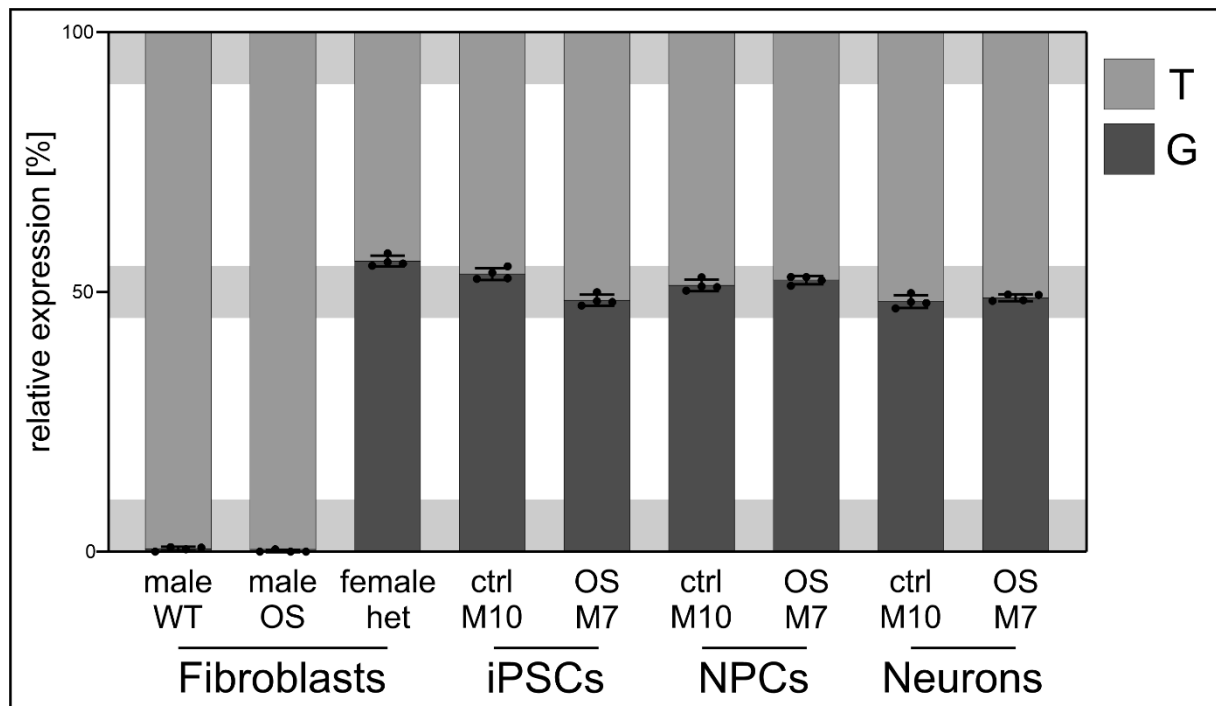 relative expression [%]
100
50
0
T
G
male WT
male OS
female het
ctrl M10
OS M7
ctrl M10
OS M7
ctrl M10
OS M7
Fibroblasts
iPSCs
NPCs
Neurons